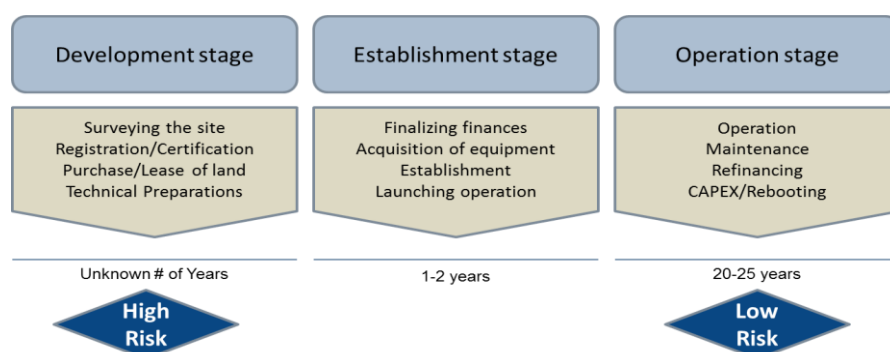 Development stage
Establishment stage
Operation stage
Surveying the site
Registration/Certification
Purchase/Lease of land
Technical Preparations
Finalizing finances
Acquisition of equipment
Establishment
Launching operation
Operation
Maintenance
Refinancing
CAPEX/Rebooting
Unknown # of Years
1-2 years
20-25 years
High
Risk
Low
Risk